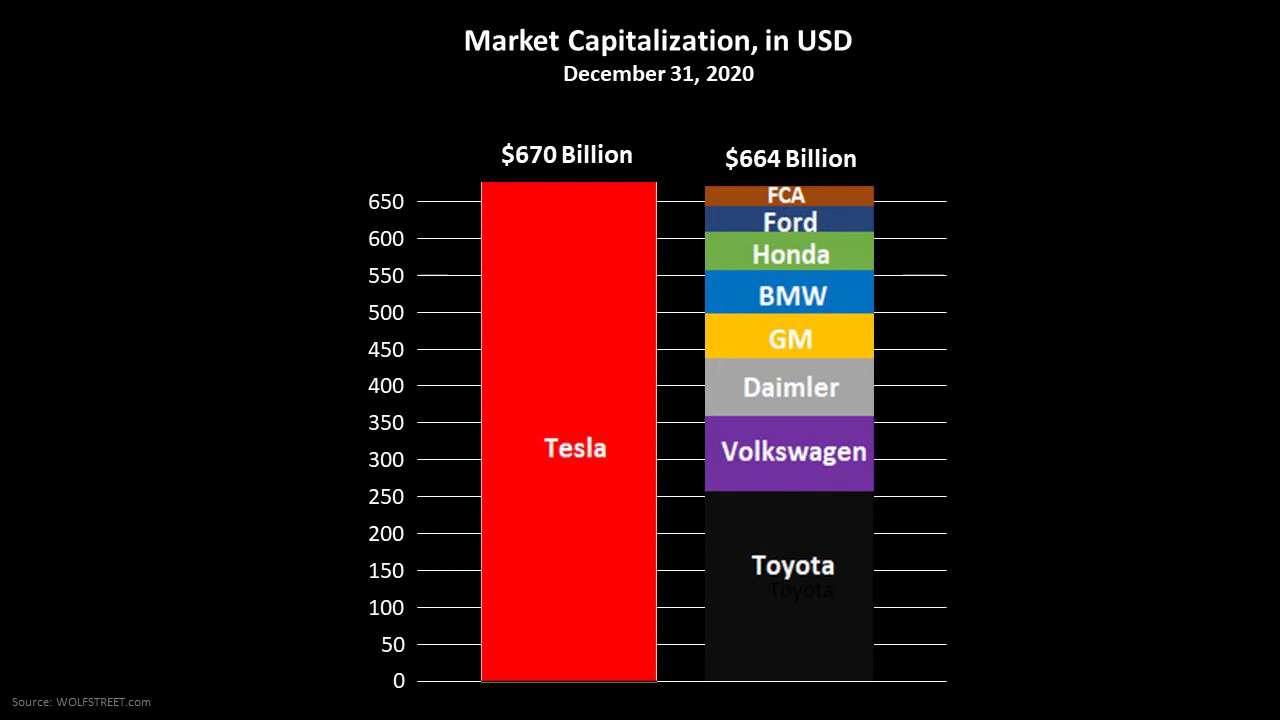 Market Capitalization, in USD
December 31, 2020
$670 Billion
$664 Billion
650
600
550
500
450
400
350
300
250
200
150
100
50
0
Tesla
FCA
Ford
Honda
BMW
GM
Daimler
Volkswagen
Toyota
Toyota
Source: WOLFSTREET.com